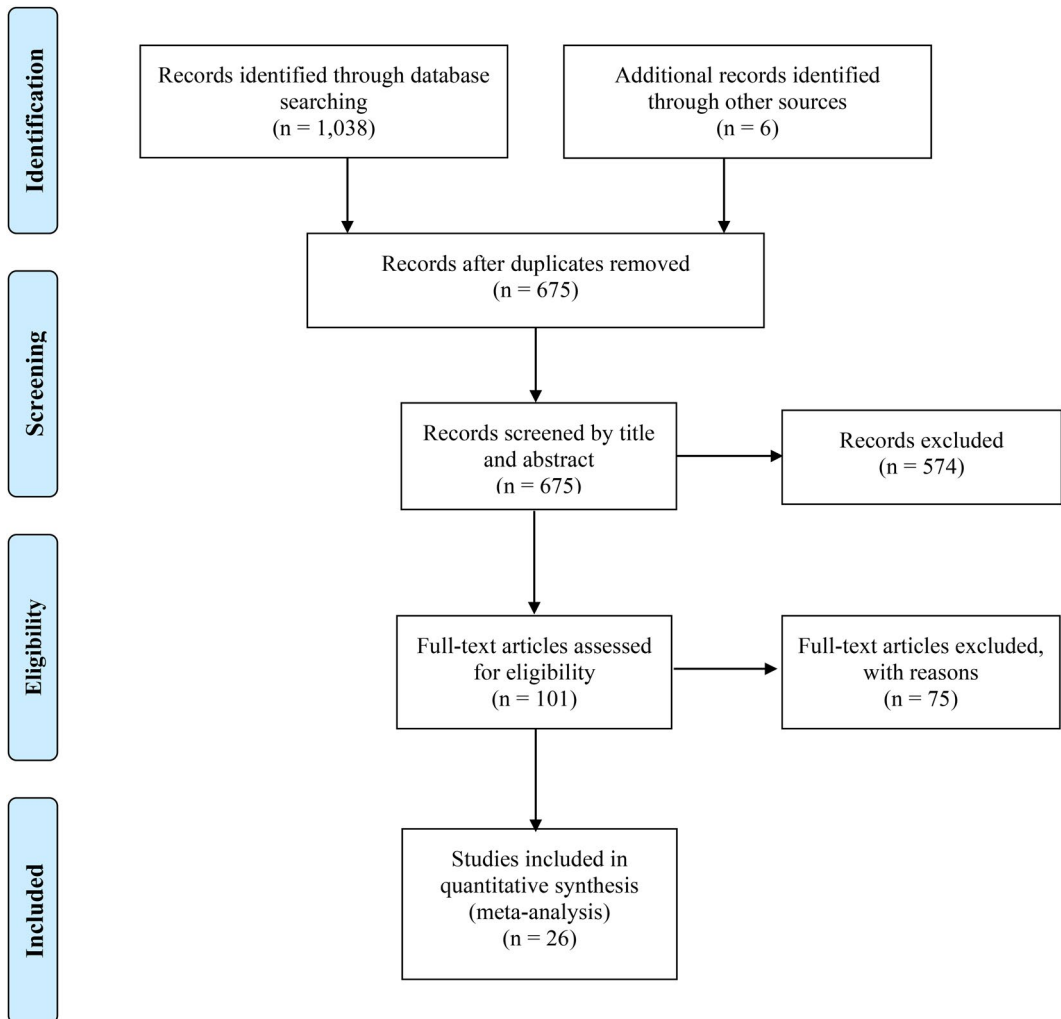 Identification
Records identified through database
searching
(n = 1,038)
Additional records identified
through other sources
(n = 6)
Records after duplicates removed
(n = 675)
Screening
Records screened by title
and abstract
(n = 675)
Records excluded
(n = 574)
Eligibility
Full-text articles assessed
for eligibility
(n = 101)
Full-text articles excluded,
with reasons
(n = 75)
Included
Studies included in
quantitative synthesis
(meta-analysis)
(n = 26)